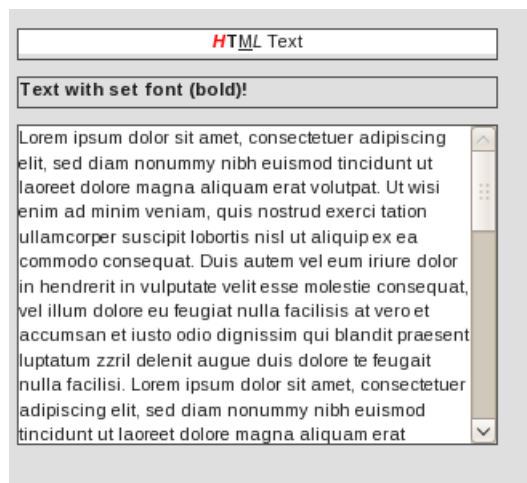 HTML Text
Text with set font (bold)!
Lorem ipsum dolor sit amet, consectetuer adipiscing
elit, sed diam nonummy nibh euismod tincidunt ut
laoreet dolore magna aliquam erat volutpat. Ut wisi
enim ad minim veniam, quis nostrud exerci tation
ullamcorper suscipit lobortis nisl ut aliquip ex ea
commodo consequat. Duis autem vel eum iriure dolor
in hendrerit in vulputate velit esse molestie consequat,
vel illum dolore eu feugiat nulla facilisis at vero et
accumsan et iusto odio dignissim qui blandit praesent
luptatum zzril delenit augue duis dolore te feugait
nulla facilisi. Lorem ipsum dolor sit amet, consectetuer
adipiscing elit, sed diam nonummy nibh euismod
tincidunt ut laoreet dolore magna aliquam erat